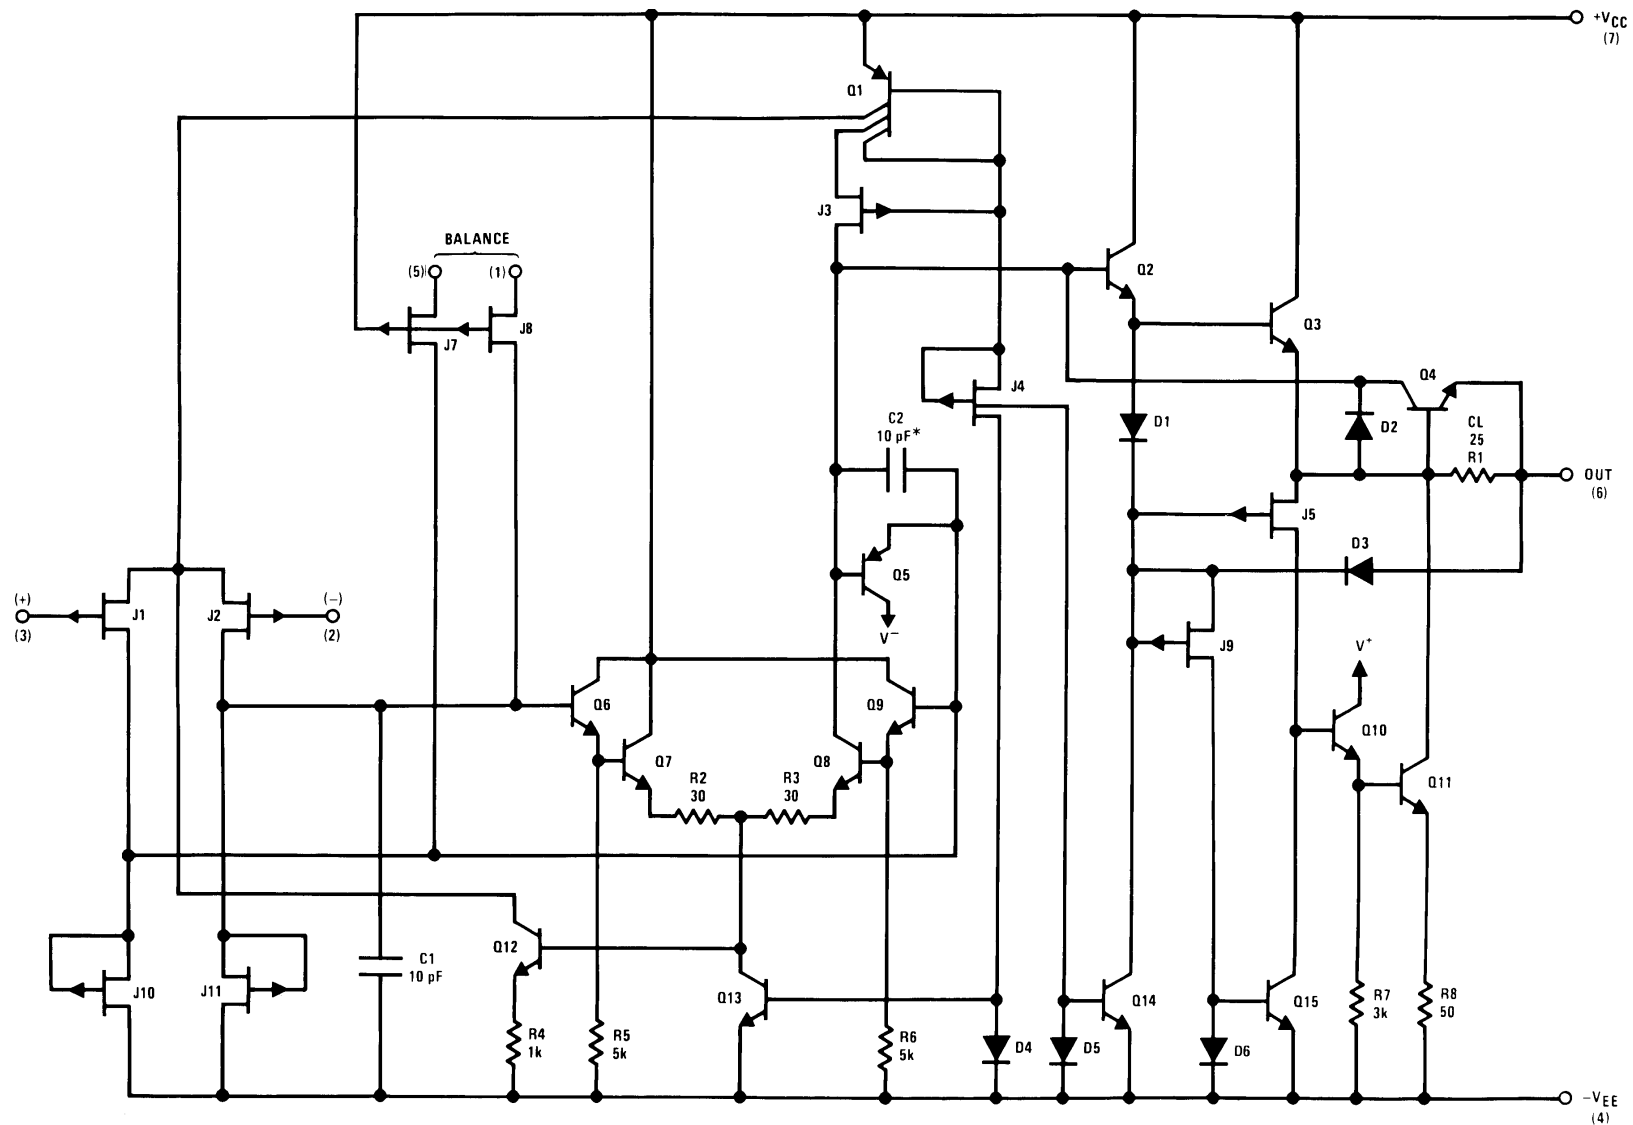 +VCC
(7)
Q1
J3
BALANCE
(5)
(1)
J7
J8
Q2
Q3
J4
Q4
C2
10 pF*
D1
D2
CL
25
R1
OUT
(6)
J5
D3
Q5
V−
(+)
(3)
J1
J2
(−)
(2)
J9
V+
Q6
Q9
Q10
Q7
R2
30
R3
30
Q8
Q11
Q12
C1
10 pF
J10
J11
Q13
Q14
Q15
R7
3k
R8
50
R4
1k
R5
5k
R6
5k
D4
D5
D6
−VEE
(4)